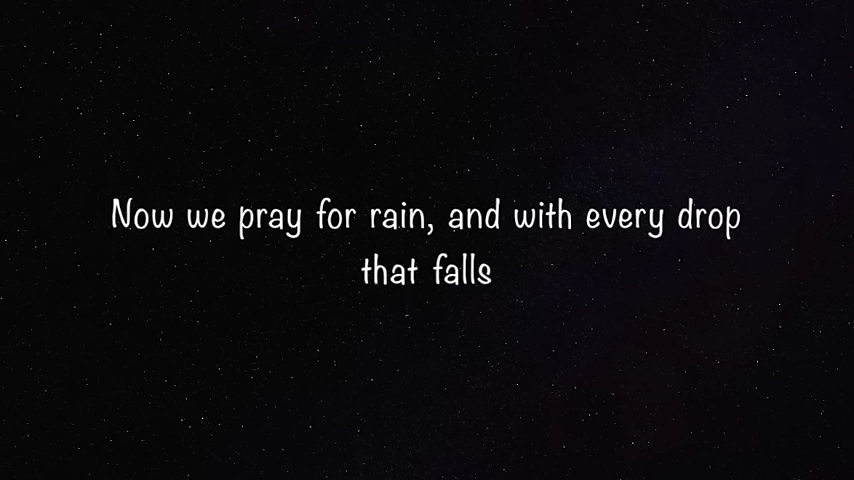 Now we pray for rain, and with every drop
that falls